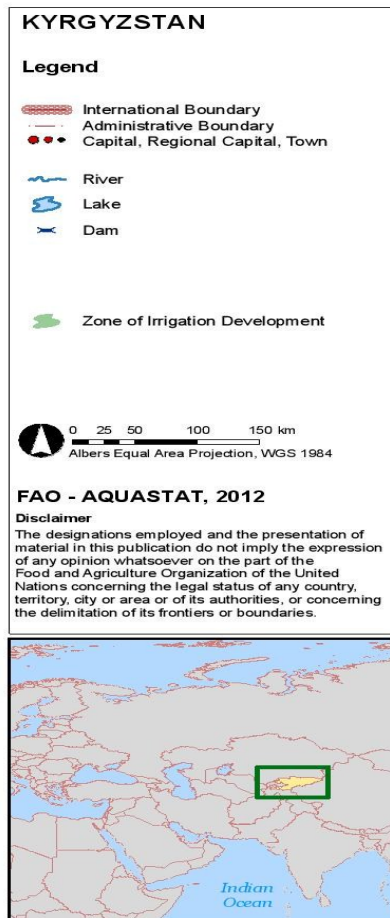 KYRGYZSTAN
Legend
International Boundary
Administrative Boundary
Capital, Regional Capital, Town
River
Lake
Dam
Zone of Irrigation Development
0 25 50 100 150 km
Albers Equal Area Projection, WGS 1984
FAO - AQUASTAT, 2012
Disclaimer
The designations employed and the presentation of
material in this publication do not imply the expression
of any opinion whatsoever on the part of the
Food and Agriculture Organization of the United
Nations concerning the legal status of any country,
territory, city or area or of its authorities, or concerning
the delimitation of its frontiers or boundaries.
Indian
Ocean